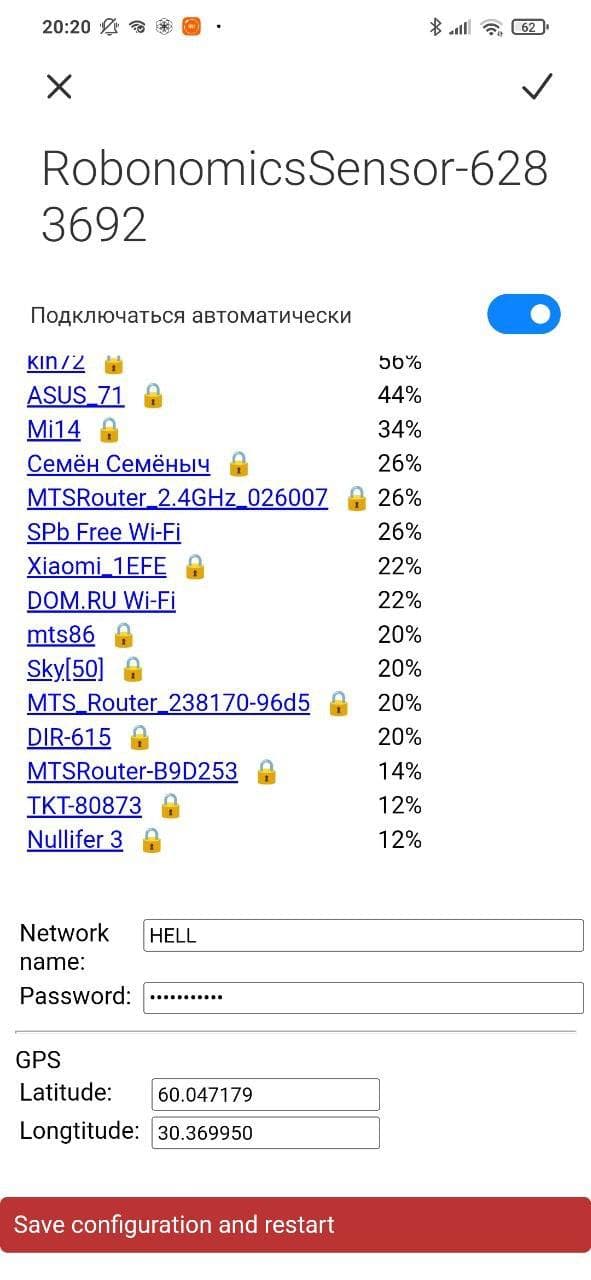 20:20
62
RobonomicsSensor-628
3692
Подключаться автоматически
kin72 56%
ASUS_71 44%
Mi14 34%
Семён Семёныч 26%
MTSRouter_2.4GHz_026007 26%
SPb Free Wi-Fi 26%
Xiaomi_1EFE 22%
DOM.RU Wi-Fi 22%
mts86 20%
Sky[50] 20%
MTS_Router_238170-96d5 20%
DIR-615 20%
MTSRouter-B9D253 14%
TKT-80873 12%
Nullifer 3 12%
Network
name: HELL
Password: •••••••••••
GPS
Latitude: 60.047179
Longtitude: 30.369950
Save configuration and restart